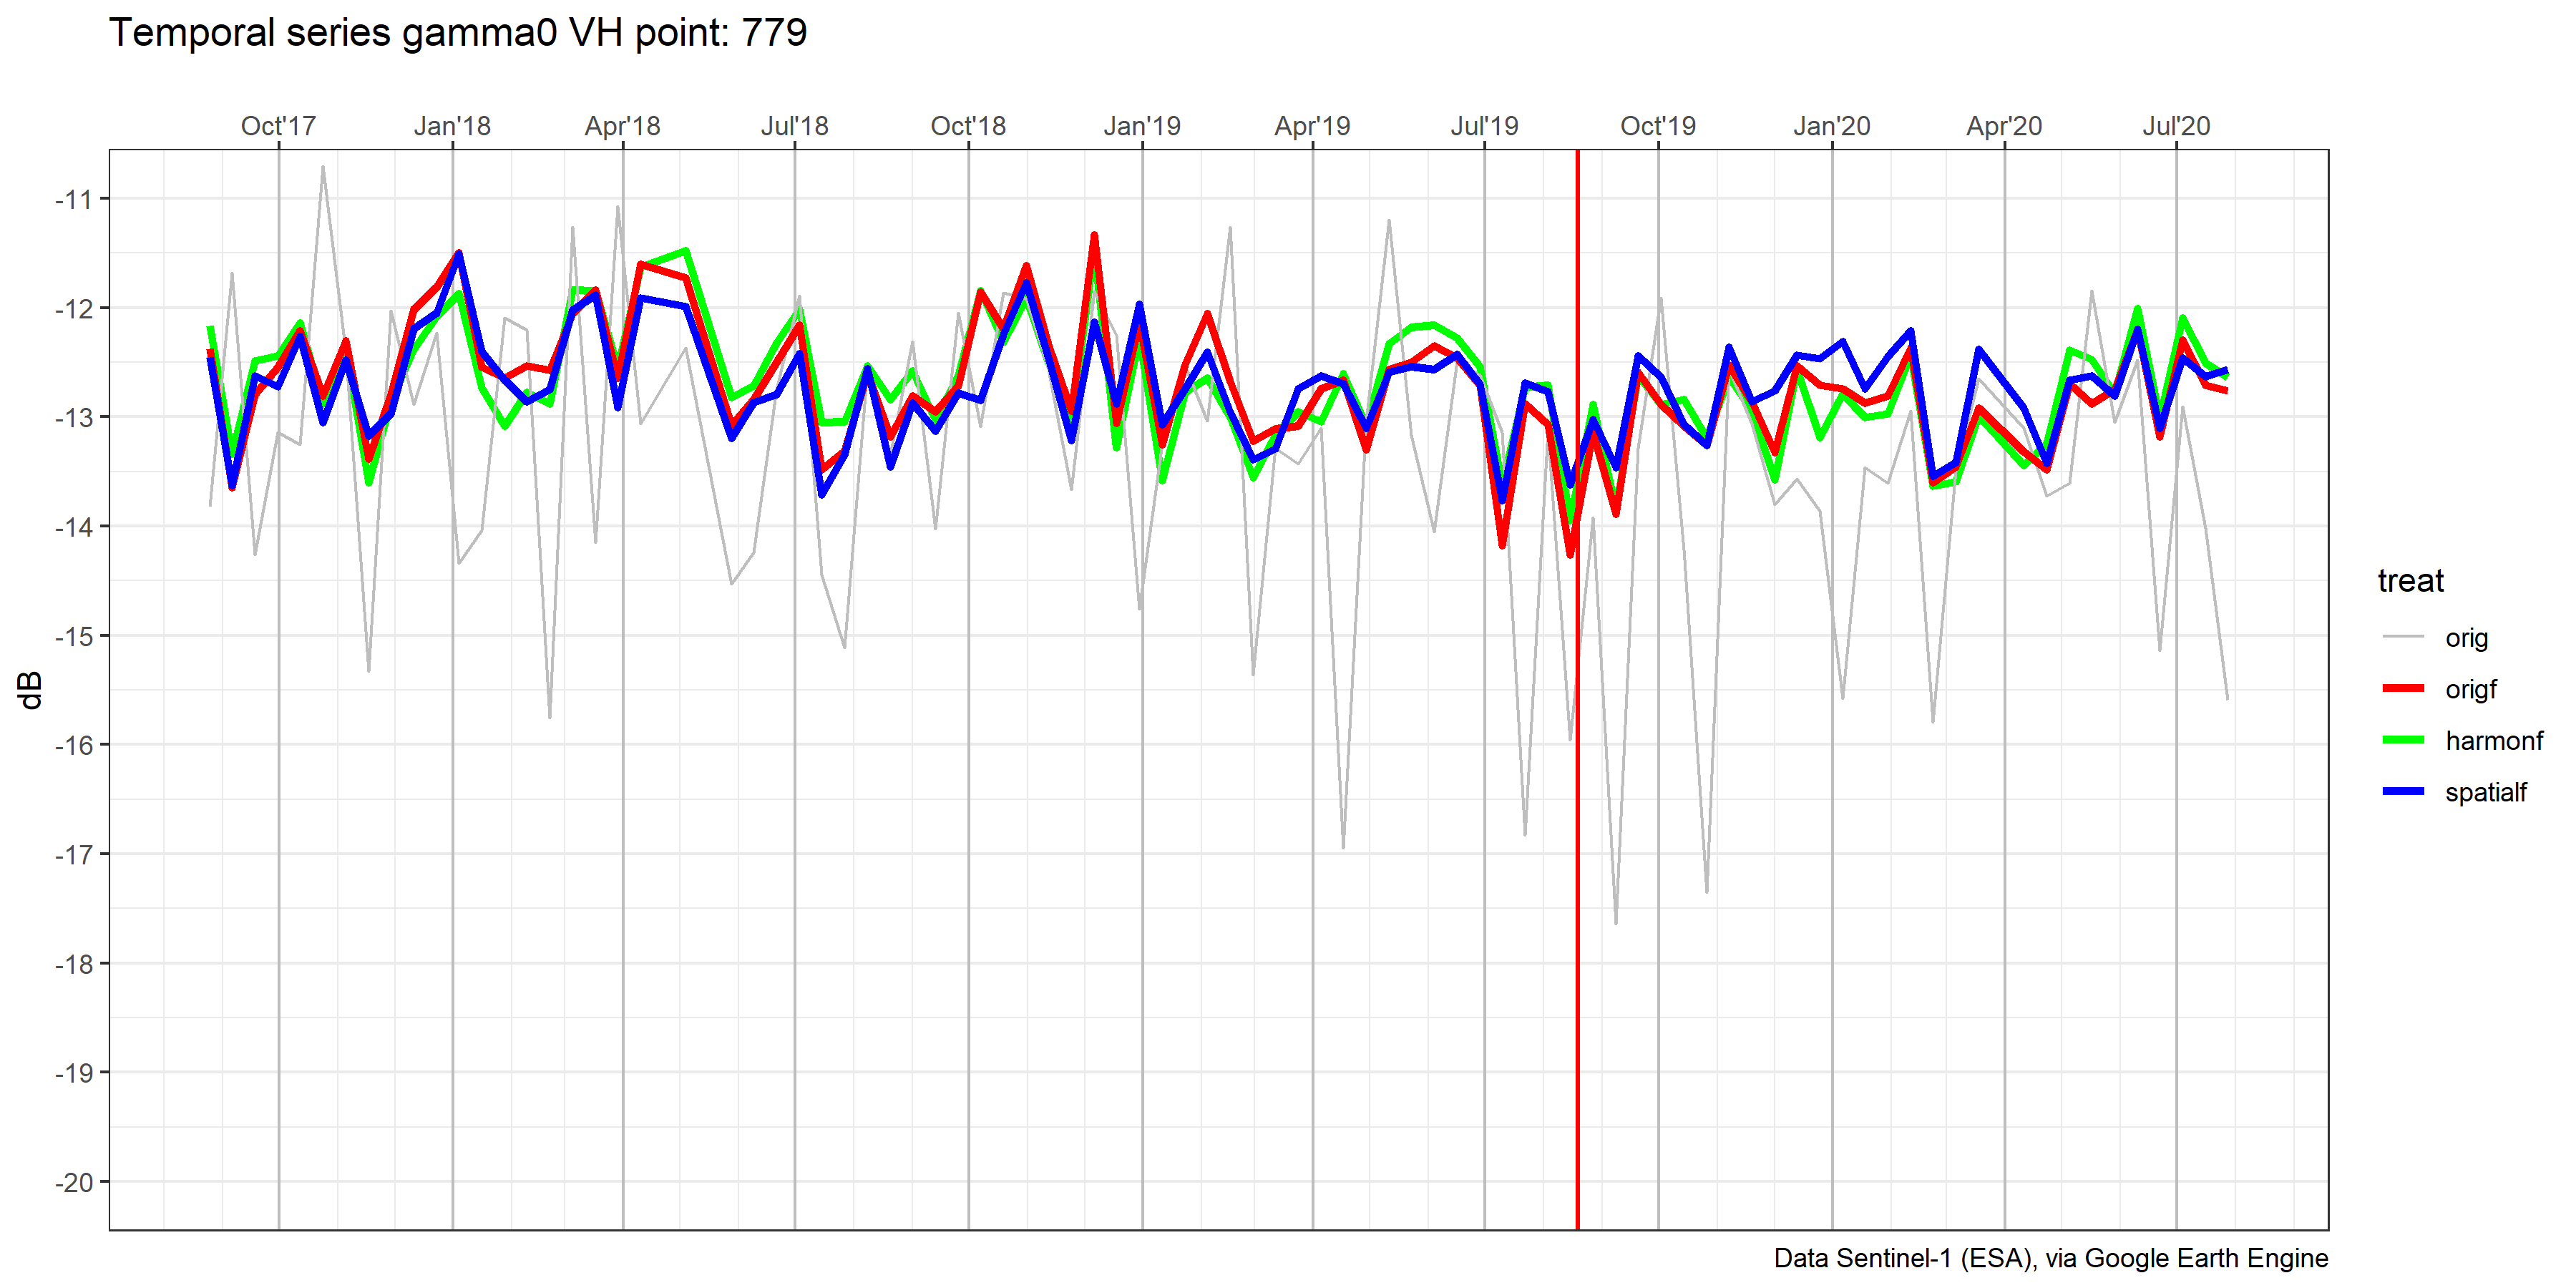 Temporal series gamma0 VH point: 779
Oct'17 Jan'18 Apr'18 Jul'18 Oct'18 Jan'19 Apr'19 Jul'19 Oct'19 Jan'20 Apr'20 Jul'20
-11
-12
-13
-14
-15
-16
-17
-18
-19
-20
dB
treat
orig
origf
harmonf
spatialf
Data Sentinel-1 (ESA), via Google Earth Engine